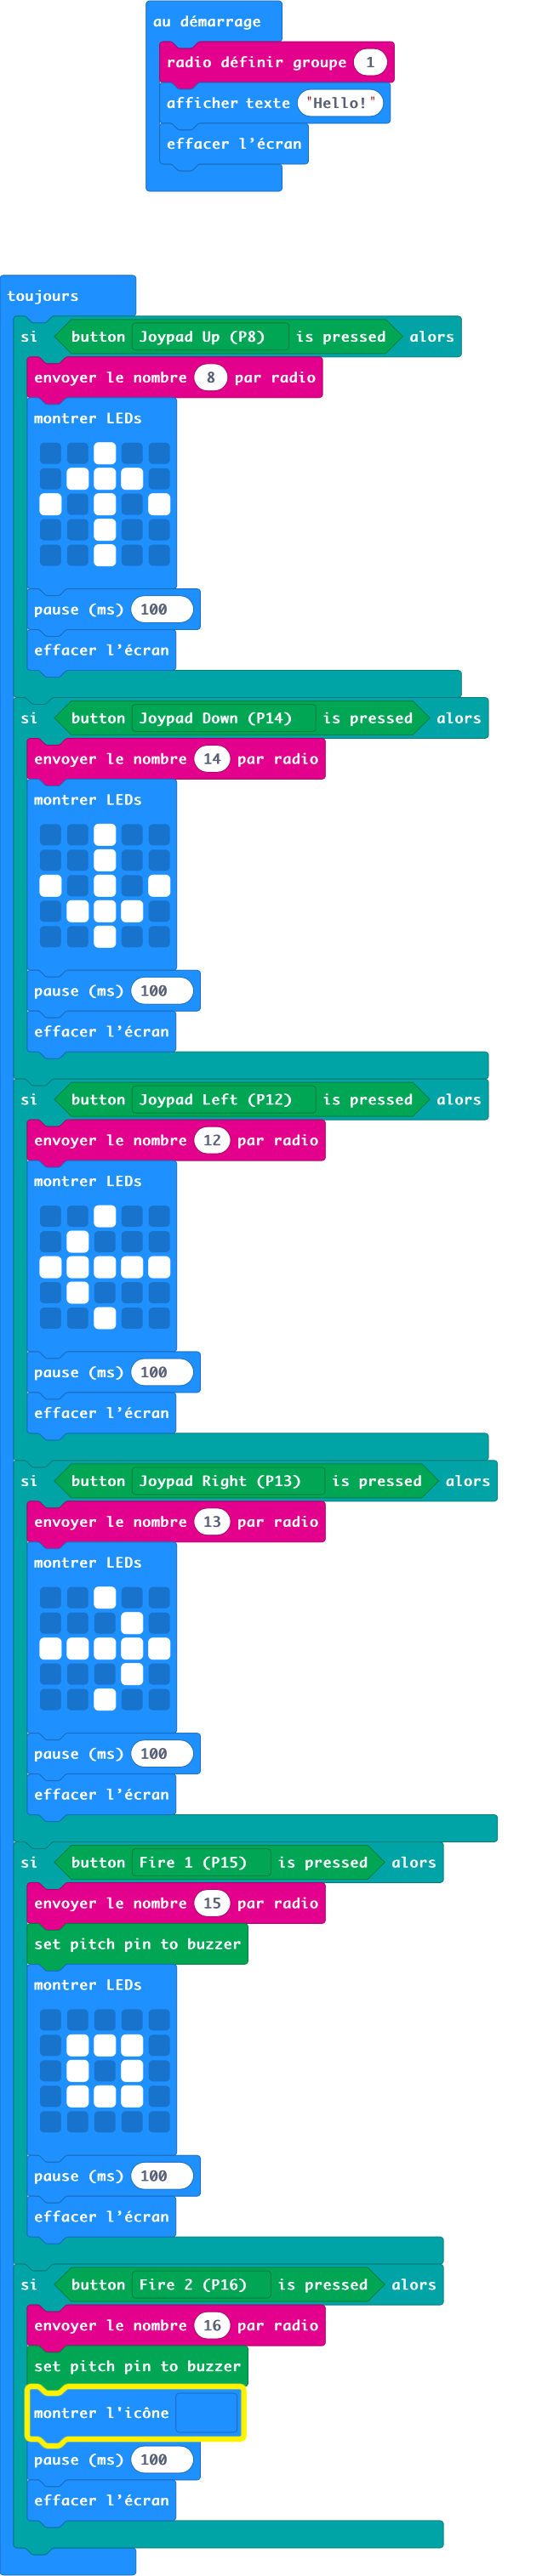 au démarrage
radio définir groupe 1
afficher texte "Hello!"
effacer l’écran
toujours
si button Joypad Up (P8) is pressed alors
envoyer le nombre 8 par radio
montrer LEDs
pause (ms) 100
effacer l’écran
si button Joypad Down (P14) is pressed alors
envoyer le nombre 14 par radio
montrer LEDs
pause (ms) 100
effacer l’écran
si button Joypad Left (P12) is pressed alors
envoyer le nombre 12 par radio
montrer LEDs
pause (ms) 100
effacer l’écran
si button Joypad Right (P13) is pressed alors
envoyer le nombre 13 par radio
montrer LEDs
pause (ms) 100
effacer l’écran
si button Fire 1 (P15) is pressed alors
envoyer le nombre 15 par radio
set pitch pin to buzzer
montrer LEDs
pause (ms) 100
effacer l’écran
si button Fire 2 (P16) is pressed alors
envoyer le nombre 16 par radio
set pitch pin to buzzer
montrer l'icône
pause (ms) 100
effacer l’écran